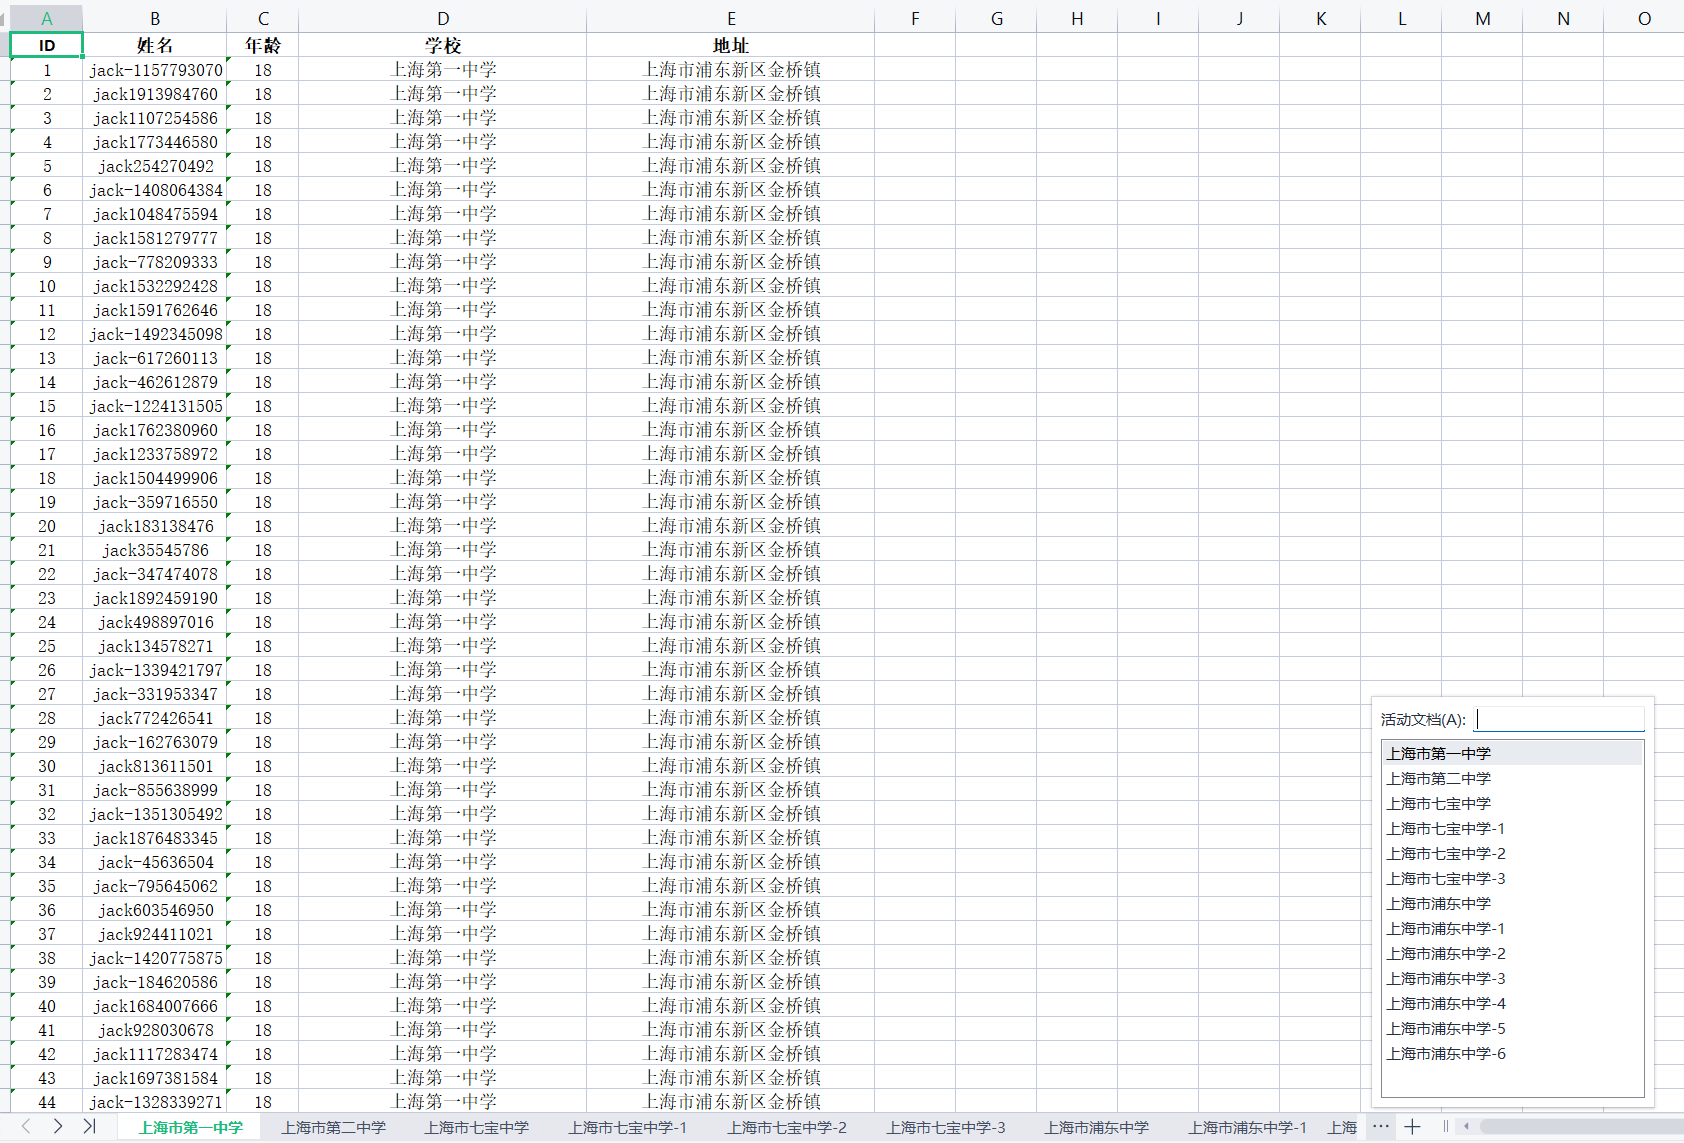 A B C D E F G H I J K L M N O
ID 姓名 年龄 学校 地址
1 jack-1157793070 18 上海第一中学 上海市浦东新区金桥镇
2 jack1913984760 18 上海第一中学 上海市浦东新区金桥镇
3 jack1107254586 18 上海第一中学 上海市浦东新区金桥镇
4 jack1773446580 18 上海第一中学 上海市浦东新区金桥镇
5 jack254270492 18 上海第一中学 上海市浦东新区金桥镇
6 jack-1408064384 18 上海第一中学 上海市浦东新区金桥镇
7 jack1048475594 18 上海第一中学 上海市浦东新区金桥镇
8 jack1581279777 18 上海第一中学 上海市浦东新区金桥镇
9 jack-778209333 18 上海第一中学 上海市浦东新区金桥镇
10 jack1532292428 18 上海第一中学 上海市浦东新区金桥镇
11 jack1591762646 18 上海第一中学 上海市浦东新区金桥镇
12 jack-1492345098 18 上海第一中学 上海市浦东新区金桥镇
13 jack-617260113 18 上海第一中学 上海市浦东新区金桥镇
14 jack-462612879 18 上海第一中学 上海市浦东新区金桥镇
15 jack-1224131505 18 上海第一中学 上海市浦东新区金桥镇
16 jack1762380960 18 上海第一中学 上海市浦东新区金桥镇
17 jack1233758972 18 上海第一中学 上海市浦东新区金桥镇
18 jack1504499906 18 上海第一中学 上海市浦东新区金桥镇
19 jack-359716550 18 上海第一中学 上海市浦东新区金桥镇
20 jack183138476 18 上海第一中学 上海市浦东新区金桥镇
21 jack35545786 18 上海第一中学 上海市浦东新区金桥镇
22 jack-347474078 18 上海第一中学 上海市浦东新区金桥镇
23 jack1892459190 18 上海第一中学 上海市浦东新区金桥镇
24 jack498897016 18 上海第一中学 上海市浦东新区金桥镇
25 jack134578271 18 上海第一中学 上海市浦东新区金桥镇
26 jack-1339421797 18 上海第一中学 上海市浦东新区金桥镇
27 jack-331953347 18 上海第一中学 上海市浦东新区金桥镇
28 jack772426541 18 上海第一中学 上海市浦东新区金桥镇
29 jack-162763079 18 上海第一中学 上海市浦东新区金桥镇
30 jack813611501 18 上海第一中学 上海市浦东新区金桥镇
31 jack-855638999 18 上海第一中学 上海市浦东新区金桥镇
32 jack-1351305492 18 上海第一中学 上海市浦东新区金桥镇
33 jack1876483345 18 上海第一中学 上海市浦东新区金桥镇
34 jack-45636504 18 上海第一中学 上海市浦东新区金桥镇
35 jack-795645062 18 上海第一中学 上海市浦东新区金桥镇
36 jack603546950 18 上海第一中学 上海市浦东新区金桥镇
37 jack924411021 18 上海第一中学 上海市浦东新区金桥镇
38 jack-1420775875 18 上海第一中学 上海市浦东新区金桥镇
39 jack-184620586 18 上海第一中学 上海市浦东新区金桥镇
40 jack1684007666 18 上海第一中学 上海市浦东新区金桥镇
41 jack928030678 18 上海第一中学 上海市浦东新区金桥镇
42 jack1117283474 18 上海第一中学 上海市浦东新区金桥镇
43 jack1697381584 18 上海第一中学 上海市浦东新区金桥镇
44 jack-1328339271 18 上海第一中学 上海市浦东新区金桥镇
活动文档(A):
上海市第一中学
上海市第二中学
上海市七宝中学
上海市七宝中学-1
上海市七宝中学-2
上海市七宝中学-3
上海市浦东中学
上海市浦东中学-1
上海市浦东中学-2
上海市浦东中学-3
上海市浦东中学-4
上海市浦东中学-5
上海市浦东中学-6
上海市第一中学 上海市第二中学 上海市七宝中学 上海市七宝中学-1 上海市七宝中学-2 上海市七宝中学-3 上海市浦东中学 上海市浦东中学-1 上海 ···